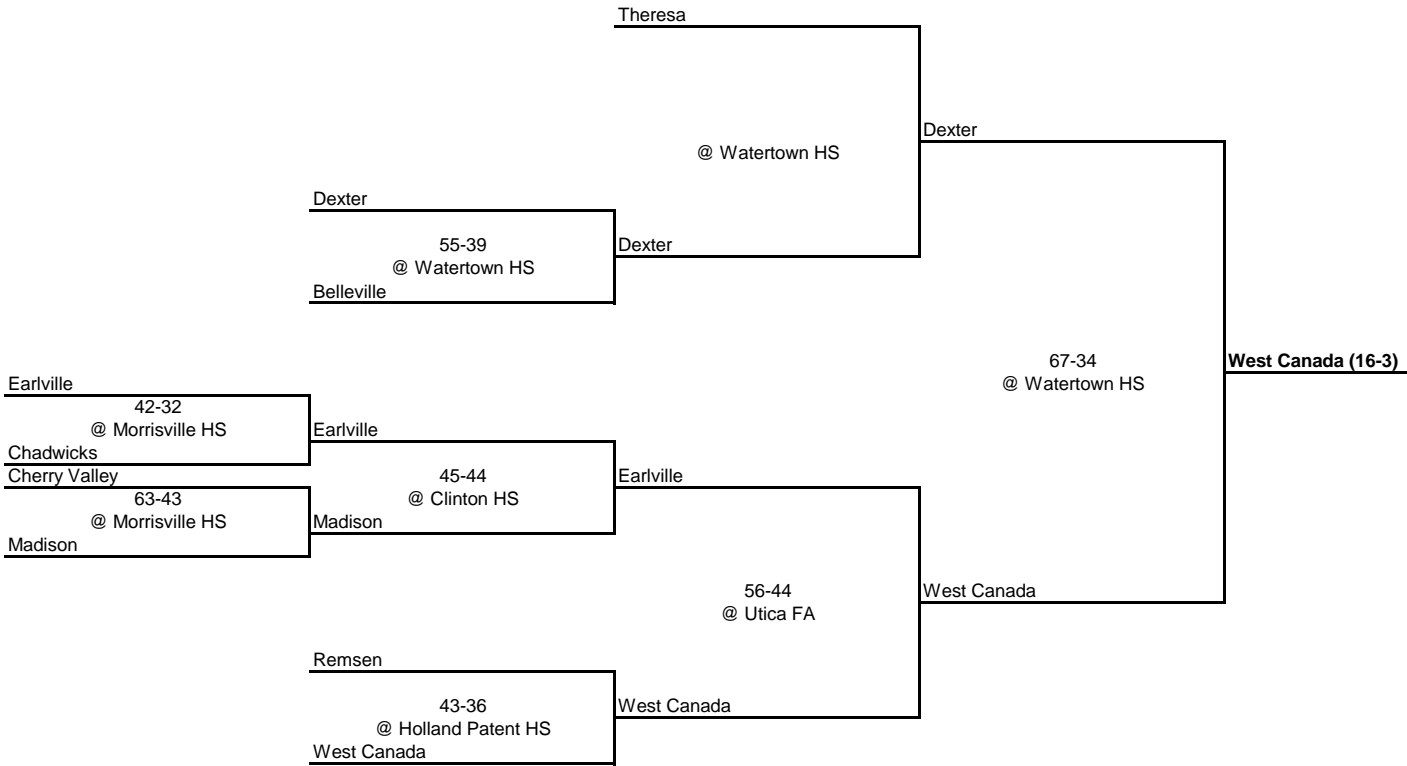 Theresa
Dexter
@ Watertown HS
Dexter
55-39
Dexter
@ Watertown HS
Belleville
67-34
West Canada (16-3)
@ Watertown HS
Earlville
42-32
@ Morrisville HS
Earlville
Chadwicks
Cherry Valley
45-44
Earlville
63-43
@ Clinton HS
@ Morrisville HS
Madison
Madison
56-44
West Canada
@ Utica FA
Remsen
43-36
West Canada
@ Holland Patent HS
West Canada